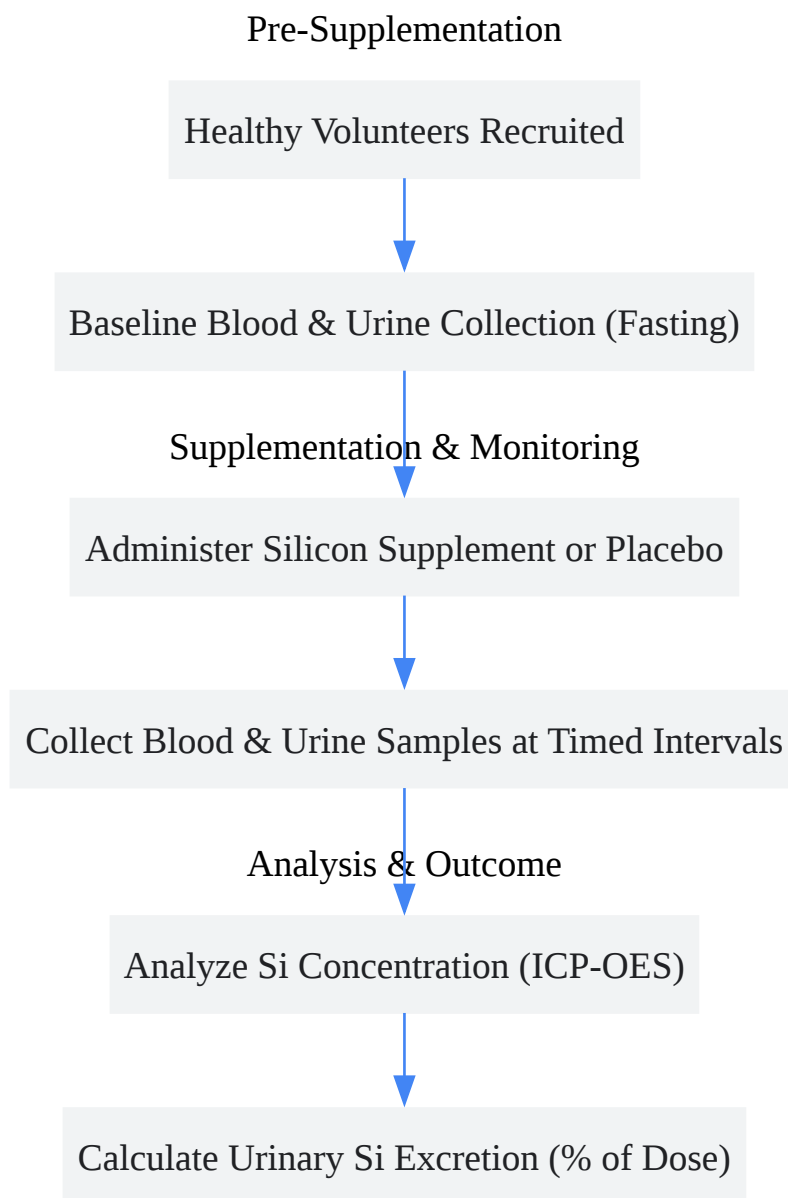 Pre-Supplementation
Healthy Volunteers Recruited
Baseline Blood & Urine Collection (Fasting)
Supplementation & Monitoring
Administer Silicon Supplement or Placebo
Collect Blood & Urine Samples at Timed Intervals
Analysis & Outcome
Analyze Si Concentration (ICP-OES)
Calculate Urinary Si Excretion (% of Dose)